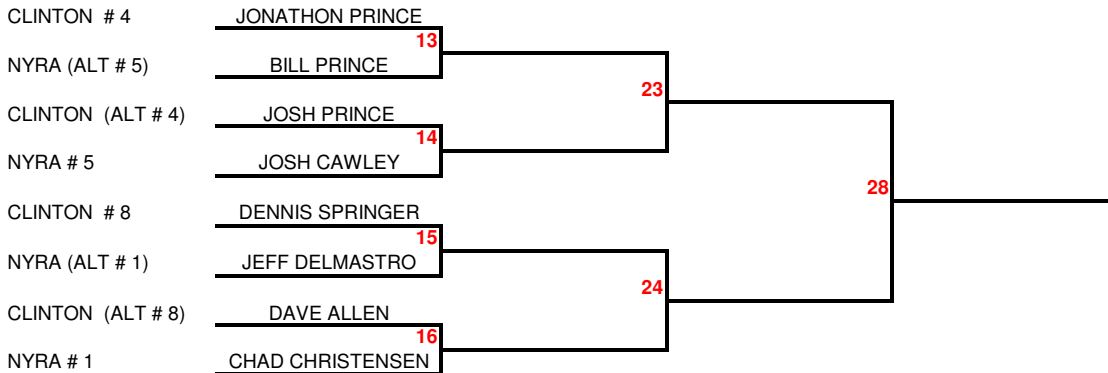 CLINTON  # 4 JONATHON PRINCE
13
NYRA (ALT # 5) BILL PRINCE
23
CLINTON  (ALT # 4) JOSH PRINCE
14
NYRA # 5 JOSH CAWLEY
28
CLINTON  # 8 DENNIS SPRINGER
15
NYRA (ALT # 1) JEFF DELMASTRO
24
CLINTON  (ALT # 8) DAVE ALLEN
16
NYRA # 1 CHAD CHRISTENSEN